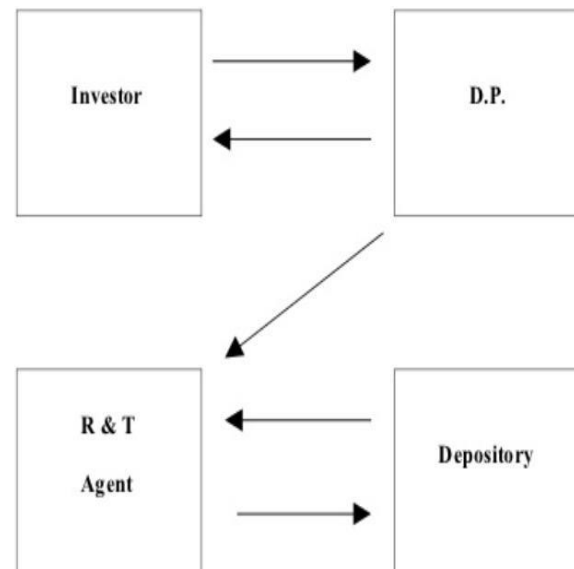 Investor
D.P.
R & T
Agent
Depository